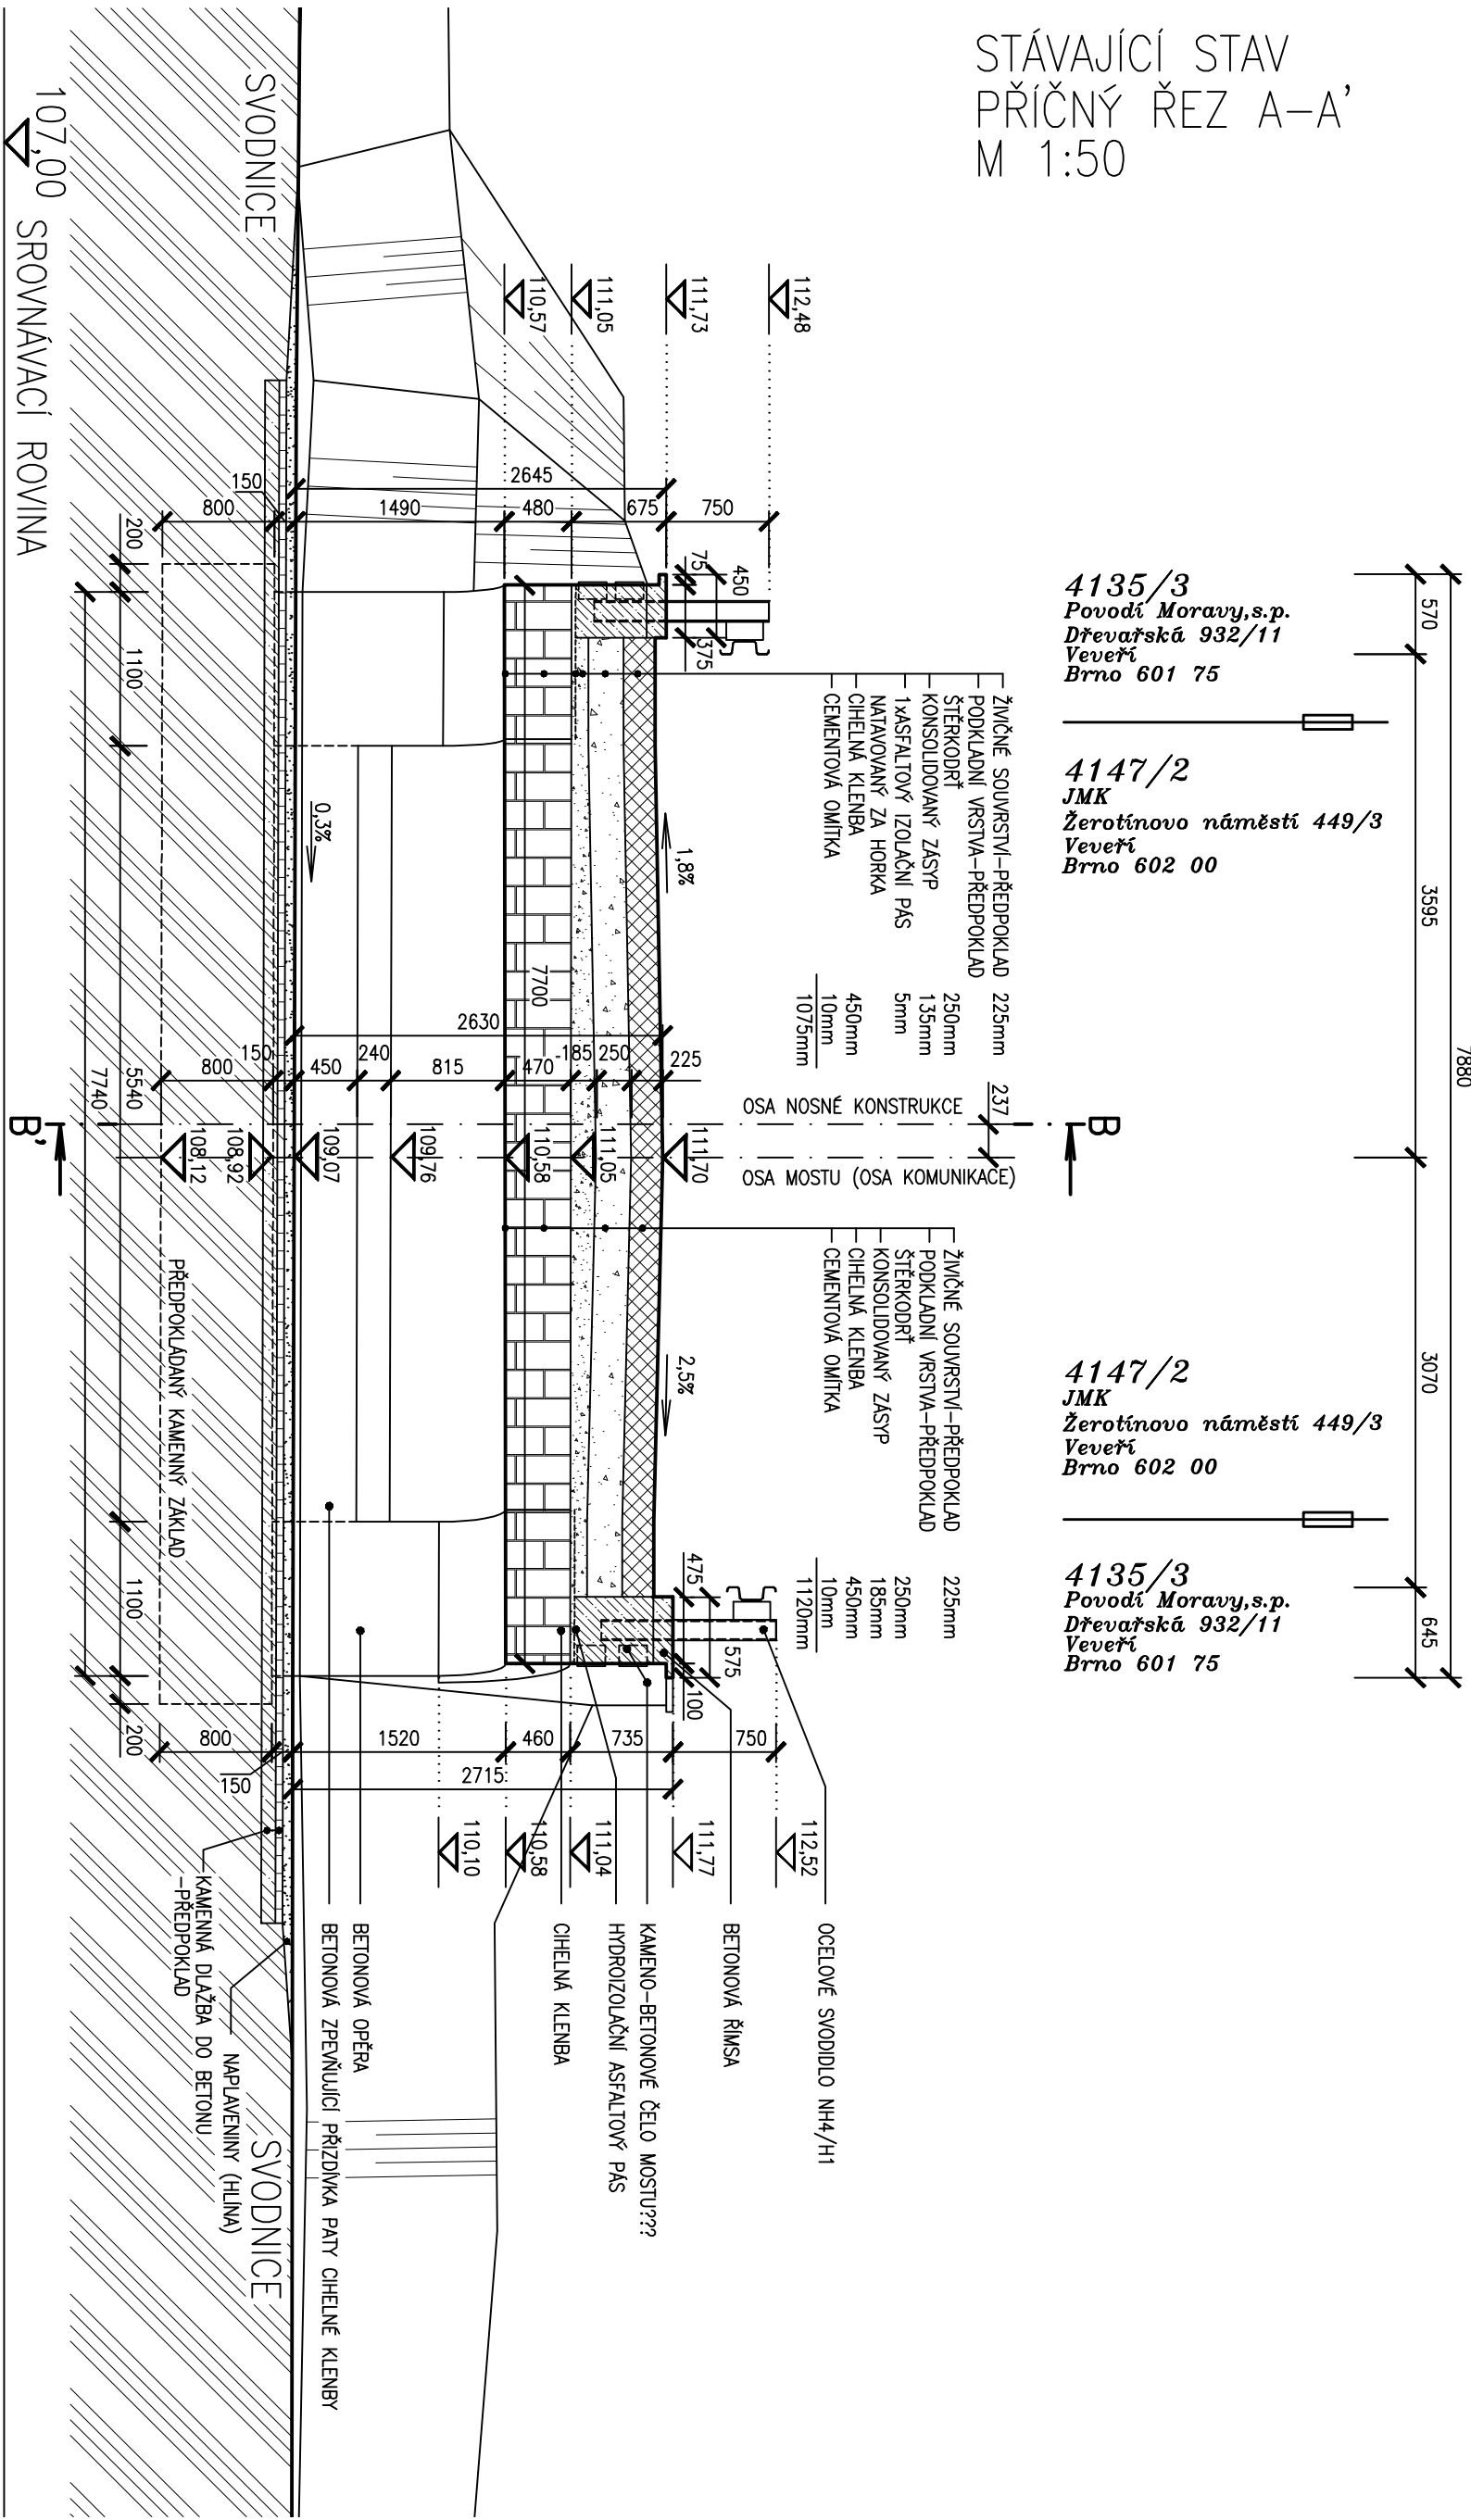 STÁVAJÍCÍ STAV
PŘÍČNÝ ŘEZ A-A'
M 1:50
4135/3
Povodí Moravy,s.p.
Dřevařská 932/11
Veveří
Brno 601 75
4147/2
JMK
Žerotínovo náměstí 449/3
Veveří
Brno 602 00
4147/2
JMK
Žerotínovo náměstí 449/3
Veveří
Brno 602 00
4135/3
Povodí Moravy,s.p.
Dřevařská 932/11
Veveří
Brno 601 75
7880
570
3595
3070
645
B
237
OSA NOSNÉ KONSTRUKCE
OSA MOSTU (OSA KOMUNIKACE)
ŽIVIČNÉ SOUVRSTVÍ-PŘEDPOKLAD 225mm
PODKLADNÍ VRSTVA-PŘEDPOKLAD
ŠTĚRKODRŤ 250mm
KONSOLIDOVANÝ ZÁSYP 135mm
1xASFALTOVÝ IZOLAČNÍ PÁS 5mm
NATAVOVANÝ ZA HORKA
CIHELNÁ KLENBA 450mm
CEMENTOVÁ OMÍTKA 10mm
1075mm
ŽIVIČNÉ SOUVRSTVÍ-PŘEDPOKLAD 225mm
PODKLADNÍ VRSTVA-PŘEDPOKLAD
ŠTĚRKODRŤ 250mm
KONSOLIDOVANÝ ZÁSYP 185mm
CIHELNÁ KLENBA 450mm
CEMENTOVÁ OMÍTKA 10mm
1120mm
112,48
111,73
111,05
110,57
2645
150
800
1490
480
675
750
75
450
375
1,8%
2,5%
0,3%
7700
2630
150
800
450
240
815
470
185
250
225
111,70
111,05
110,58
109,76
109,07
108,92
108,12
475
575
100
800
1520
460
735
750
150
2715
112,52
111,77
111,04
110,58
110,10
OCELOVÉ SVODIDLO NH4/H1
BETONOVÁ ŘÍMSA
KAMENO-BETONOVÉ ČELO MOSTU???
HYDROIZOLAČNÍ ASFALTOVÝ PÁS
CIHELNÁ KLENBA
BETONOVÁ OPĚRA
BETONOVÁ ZPEVŇUJÍCÍ PŘIZDÍVKA PATY CIHELNÉ KLENBY
NAPLAVENINY (HLÍNA)
KAMENNÁ DLAŽBA DO BETONU
-PŘEDPOKLAD
PŘEDPOKLÁDANÝ KAMENNÝ ZÁKLAD
SVODNICE
SVODNICE
200
1100
5540
1100
200
7740
B'
107,00 SROVNÁVACÍ ROVINA